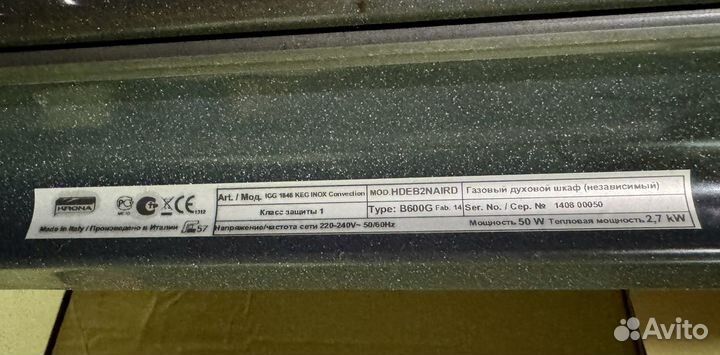 KRONA
Art. / Мод. IGG 1846 KEG INOX Convection
Класс защиты 1
MOD. HDEB2NAIRD
Type: B600G Fab. 14
Газовый духовой шкаф (независимый)
Ser. No. / Сер. № 1408 00050
Made in Italy / Произведено в Италии 57
Напряжение/частота сети 220-240V~ 50/60Hz
Мощность 50 W Тепловая мощность 2,7 kW
Avito